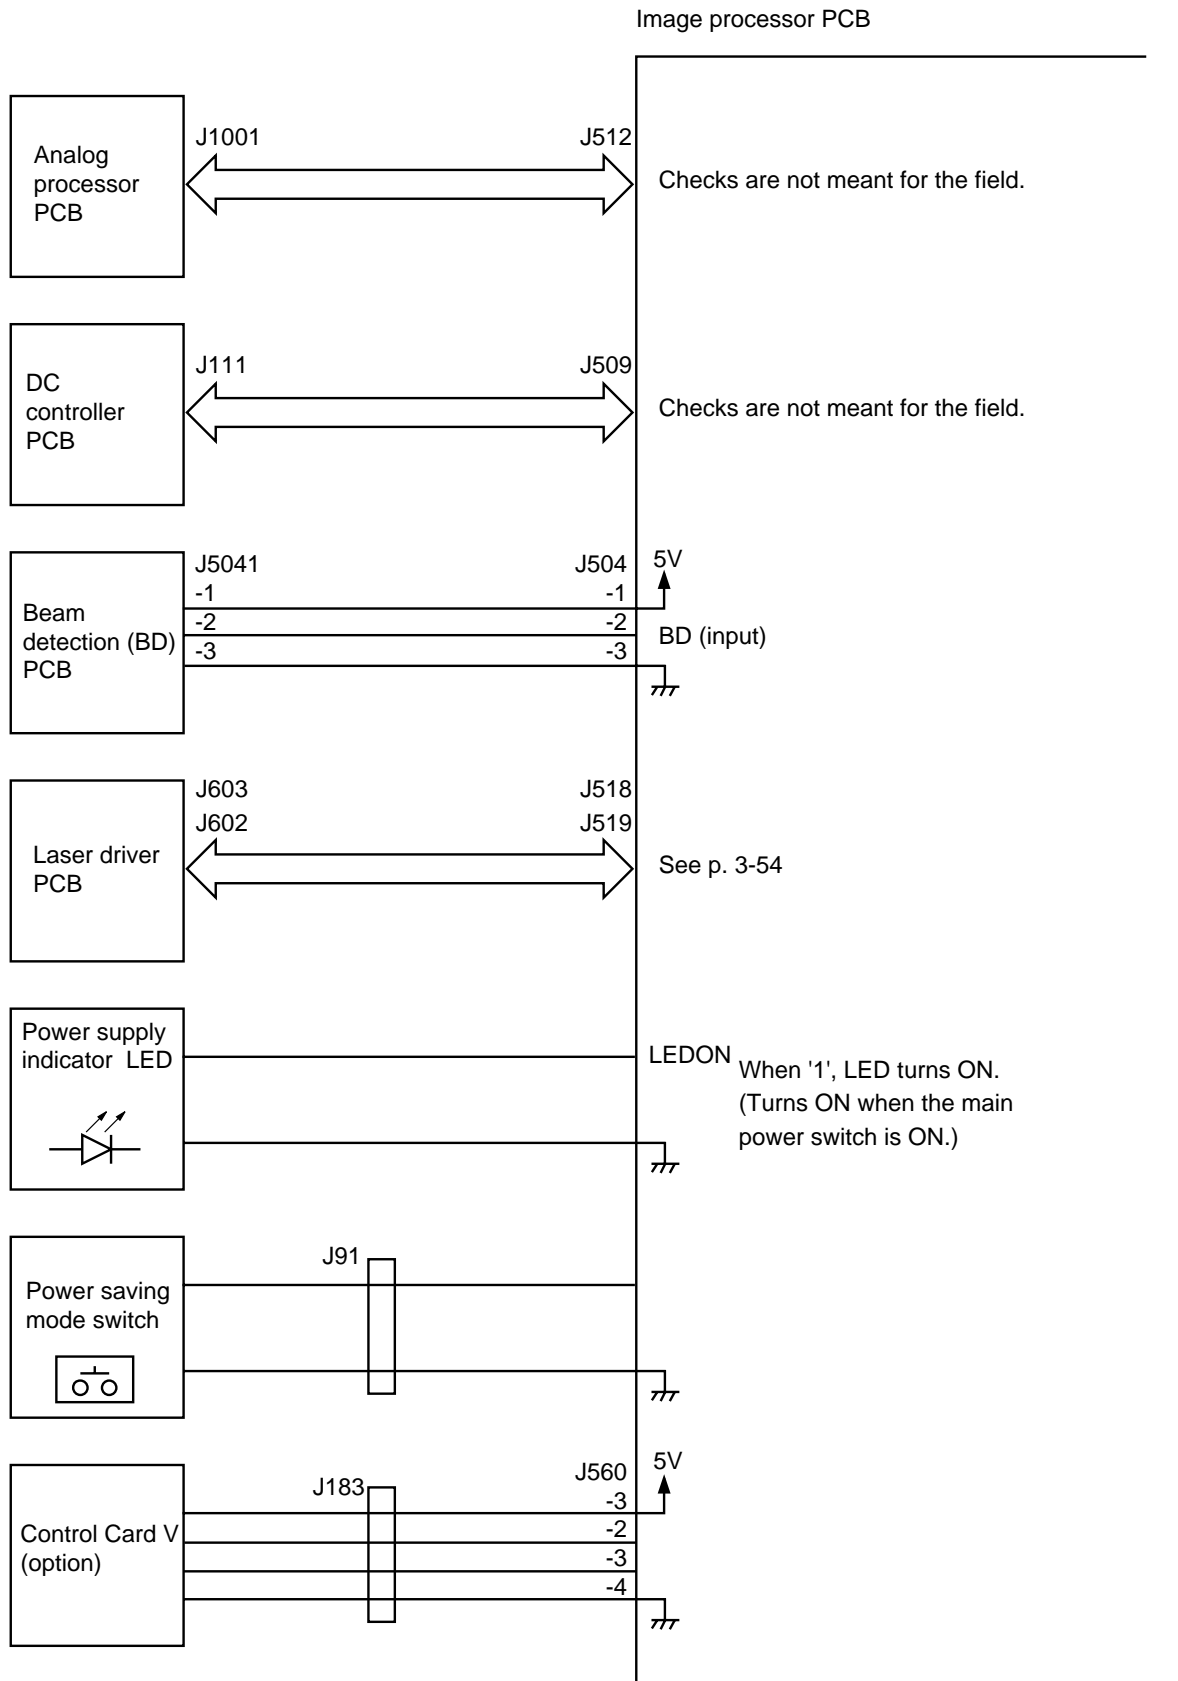 Image processor PCB
J1001
J512
Analog
processor
PCB
Checks are not meant for the field.
J111
J509
DC
controller
PCB
Checks are not meant for the field.
J5041
J504
5V
-1
-1
Beam
detection (BD)
PCB
-2
-2
BD (input)
-3
-3
J603
J518
J602
J519
Laser driver
PCB
See p. 3-54
Power supply
indicator LED
LEDON
When '1', LED turns ON.
(Turns ON when the main
power switch is ON.)
J91
Power saving
mode switch
J183
J560
5V
-3
Control Card V
(option)
-2
-3
-4